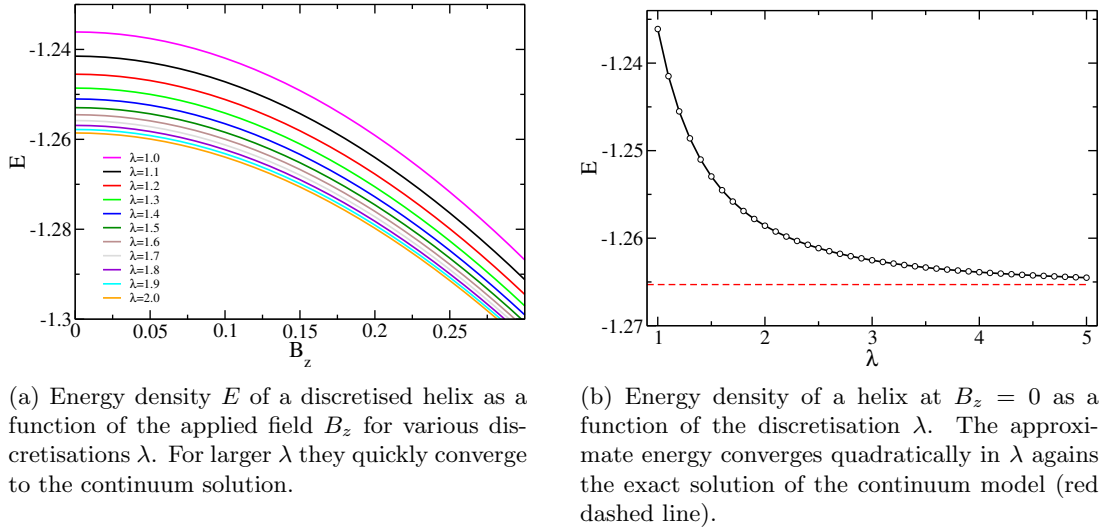 -1.24
-1.26
-1.28
-1.3
E
0
0.05
0.1
0.15
0.2
0.25
B_z
λ=1.0
λ=1.1
λ=1.2
λ=1.3
λ=1.4
λ=1.5
λ=1.6
λ=1.7
λ=1.8
λ=1.9
λ=2.0
(a) Energy density E of a discretised helix as a
function of the applied field B_z for various dis-
cretisations λ. For larger λ they quickly converge
to the continuum solution.
-1.24
-1.25
-1.26
-1.27
E
1
2
3
4
5
λ
(b) Energy density of a helix at B_z = 0 as a
function of the discretisation λ. The approxi-
mate energy converges quadratically in λ agains
the exact solution of the continuum model (red
dashed line).